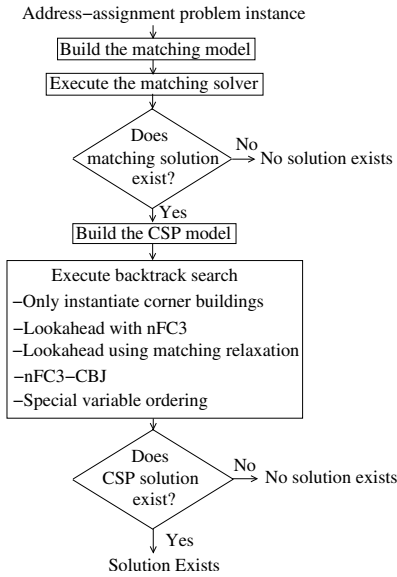 Address−assignment problem instance
Build the matching model
Execute the matching solver
Does
matching solution
exist?
No
No solution exists
Yes
Build the CSP model
Execute backtrack search
−Only instantiate corner buildings
−Lookahead with nFC3
−Lookahead using matching relaxation
−nFC3−CBJ
−Special variable ordering
Does
CSP solution
exist?
No
No solution exists
Yes
Solution Exists